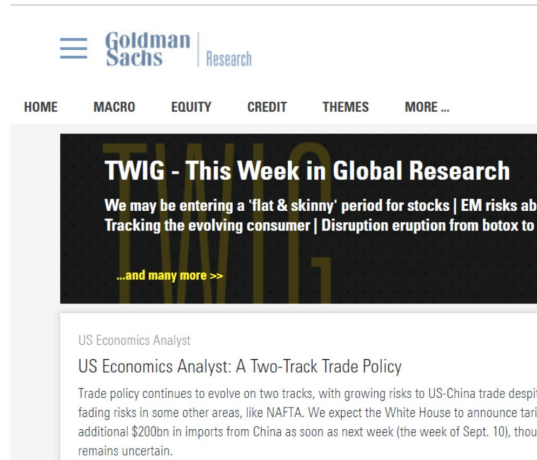 Goldman
Sachs
Research
HOME MACRO EQUITY CREDIT THEMES MORE ...
TWIG - This Week in Global Research
We may be entering a 'flat & skinny' period for stocks | EM risks ab
Tracking the evolving consumer | Disruption eruption from botox to
...and many more >>
US Economics Analyst
US Economics Analyst: A Two-Track Trade Policy
Trade policy continues to evolve on two tracks, with growing risks to US-China trade despi
fading risks in some other areas, like NAFTA. We expect the White House to announce tari
additional $200bn in imports from China as soon as next week (the week of Sept. 10), thou
remains uncertain.